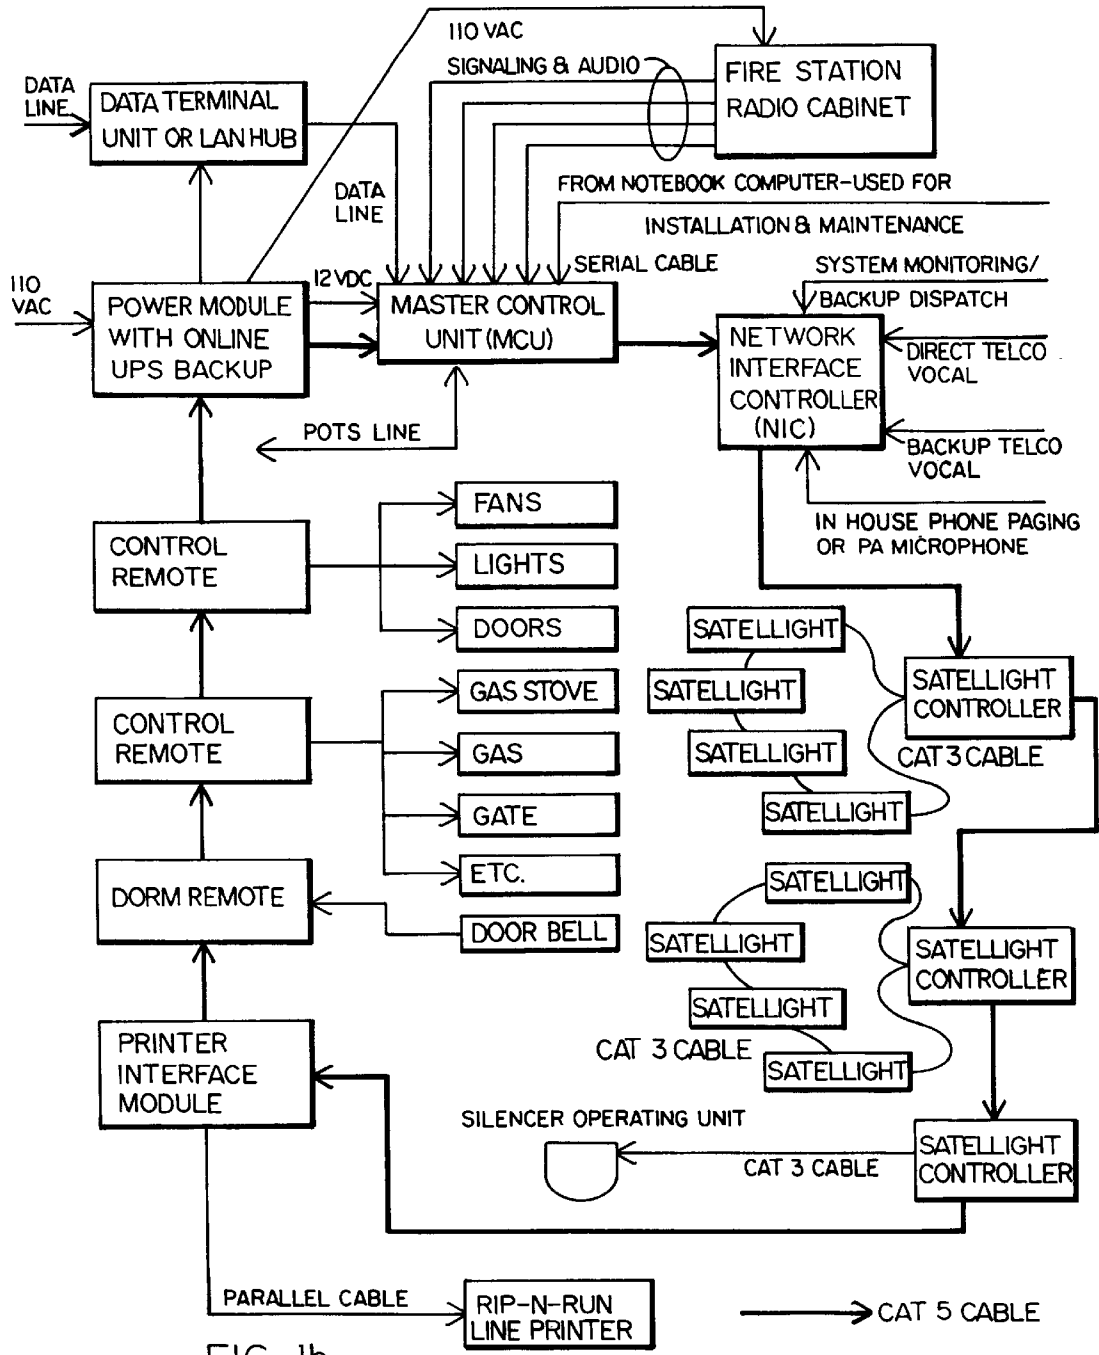 110 VAC
SIGNALING & AUDIO
FIRE STATION
RADIO CABINET
DATA
LINE
DATA TERMINAL
UNIT OR LAN HUB
DATA
LINE
FROM NOTEBOOK COMPUTER-USED FOR
INSTALLATION & MAINTENANCE
SERIAL CABLE
SYSTEM MONITORING/
BACKUP DISPATCH
110
VAC
POWER MODULE
WITH ONLINE
UPS BACKUP
12 VDC
MASTER CONTROL
UNIT (MCU)
NETWORK
INTERFACE
CONTROLLER
(NIC)
DIRECT TELCO
VOCAL
BACKUP TELCO
VOCAL
POTS LINE
IN HOUSE PHONE PAGING
OR PA MICROPHONE
CONTROL
REMOTE
FANS
LIGHTS
DOORS
CONTROL
REMOTE
GAS STOVE
GAS
GATE
ETC.
DORM REMOTE
DOOR BELL
SATELLIGHT
SATELLIGHT
SATELLIGHT
SATELLIGHT
SATELLIGHT
CONTROLLER
CAT 3 CABLE
SATELLIGHT
SATELLIGHT
SATELLIGHT
SATELLIGHT
CAT 3 CABLE
SATELLIGHT
CONTROLLER
PRINTER
INTERFACE
MODULE
SILENCER OPERATING UNIT
CAT 3 CABLE
SATELLIGHT
CONTROLLER
PARALLEL CABLE
RIP-N-RUN
LINE PRINTER
CAT 5 CABLE
FIG. 1b